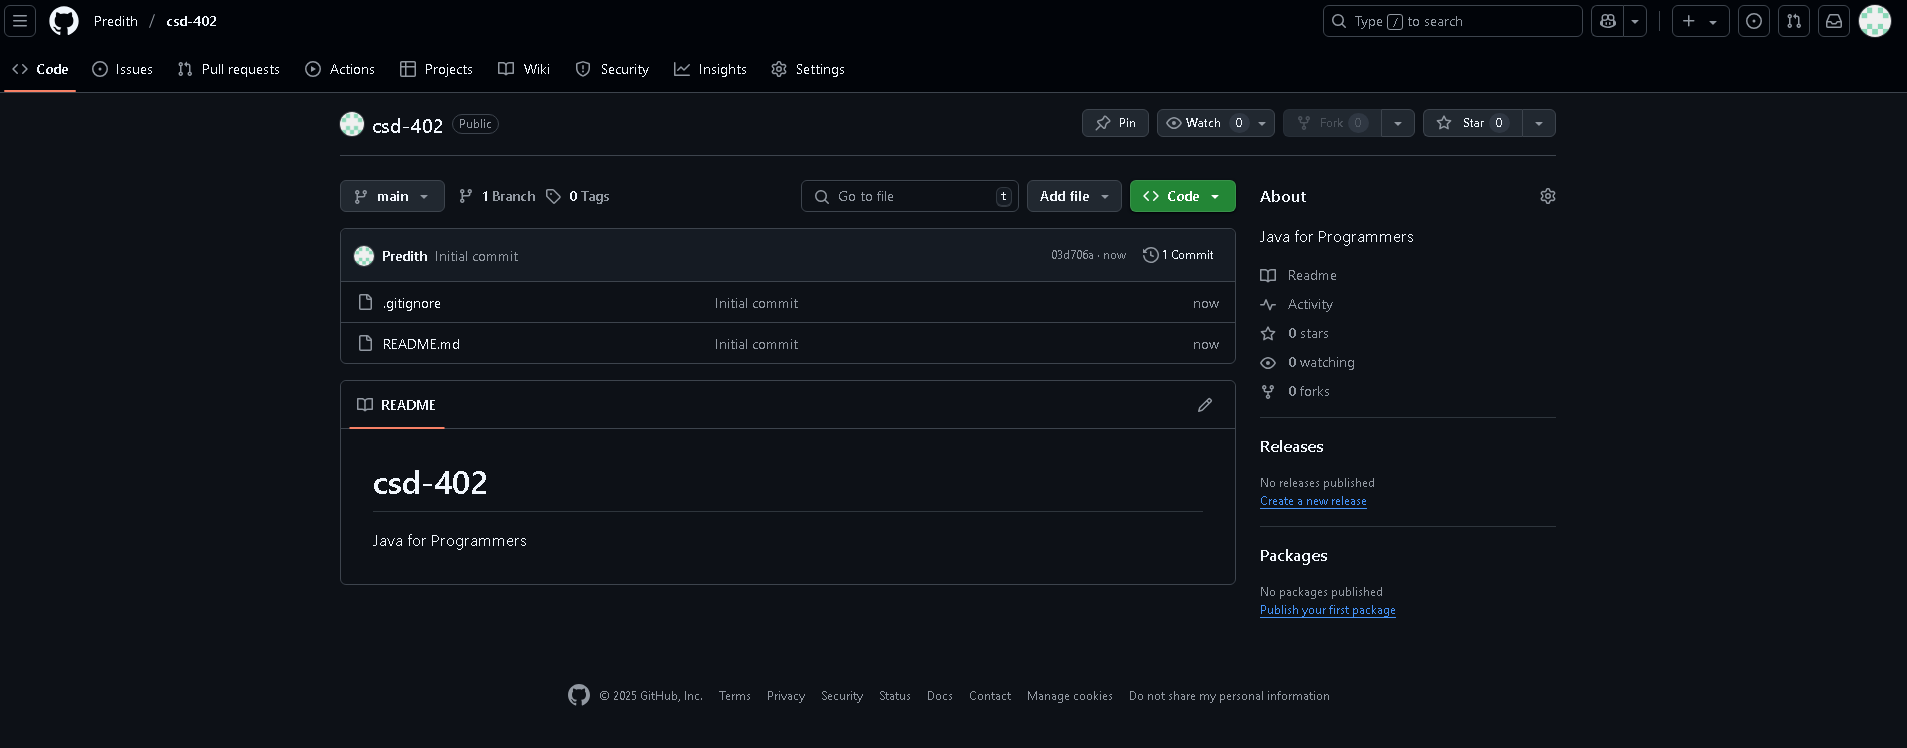 Predith / csd-402
Type / to search
Code Issues Pull requests Actions Projects Wiki Security Insights Settings
csd-402 Public
Pin Watch 0 Fork 0 Star 0
main 1 Branch 0 Tags Go to file t Add file Code
Predith Initial commit 03d706a · now 1 Commit
.gitignore Initial commit now
README.md Initial commit now
README
csd-402
Java for Programmers
About
Java for Programmers
Readme
Activity
0 stars
0 watching
0 forks
Releases
No releases published
Create a new release
Packages
No packages published
Publish your first package
© 2025 GitHub, Inc. Terms Privacy Security Status Docs Contact Manage cookies Do not share my personal information